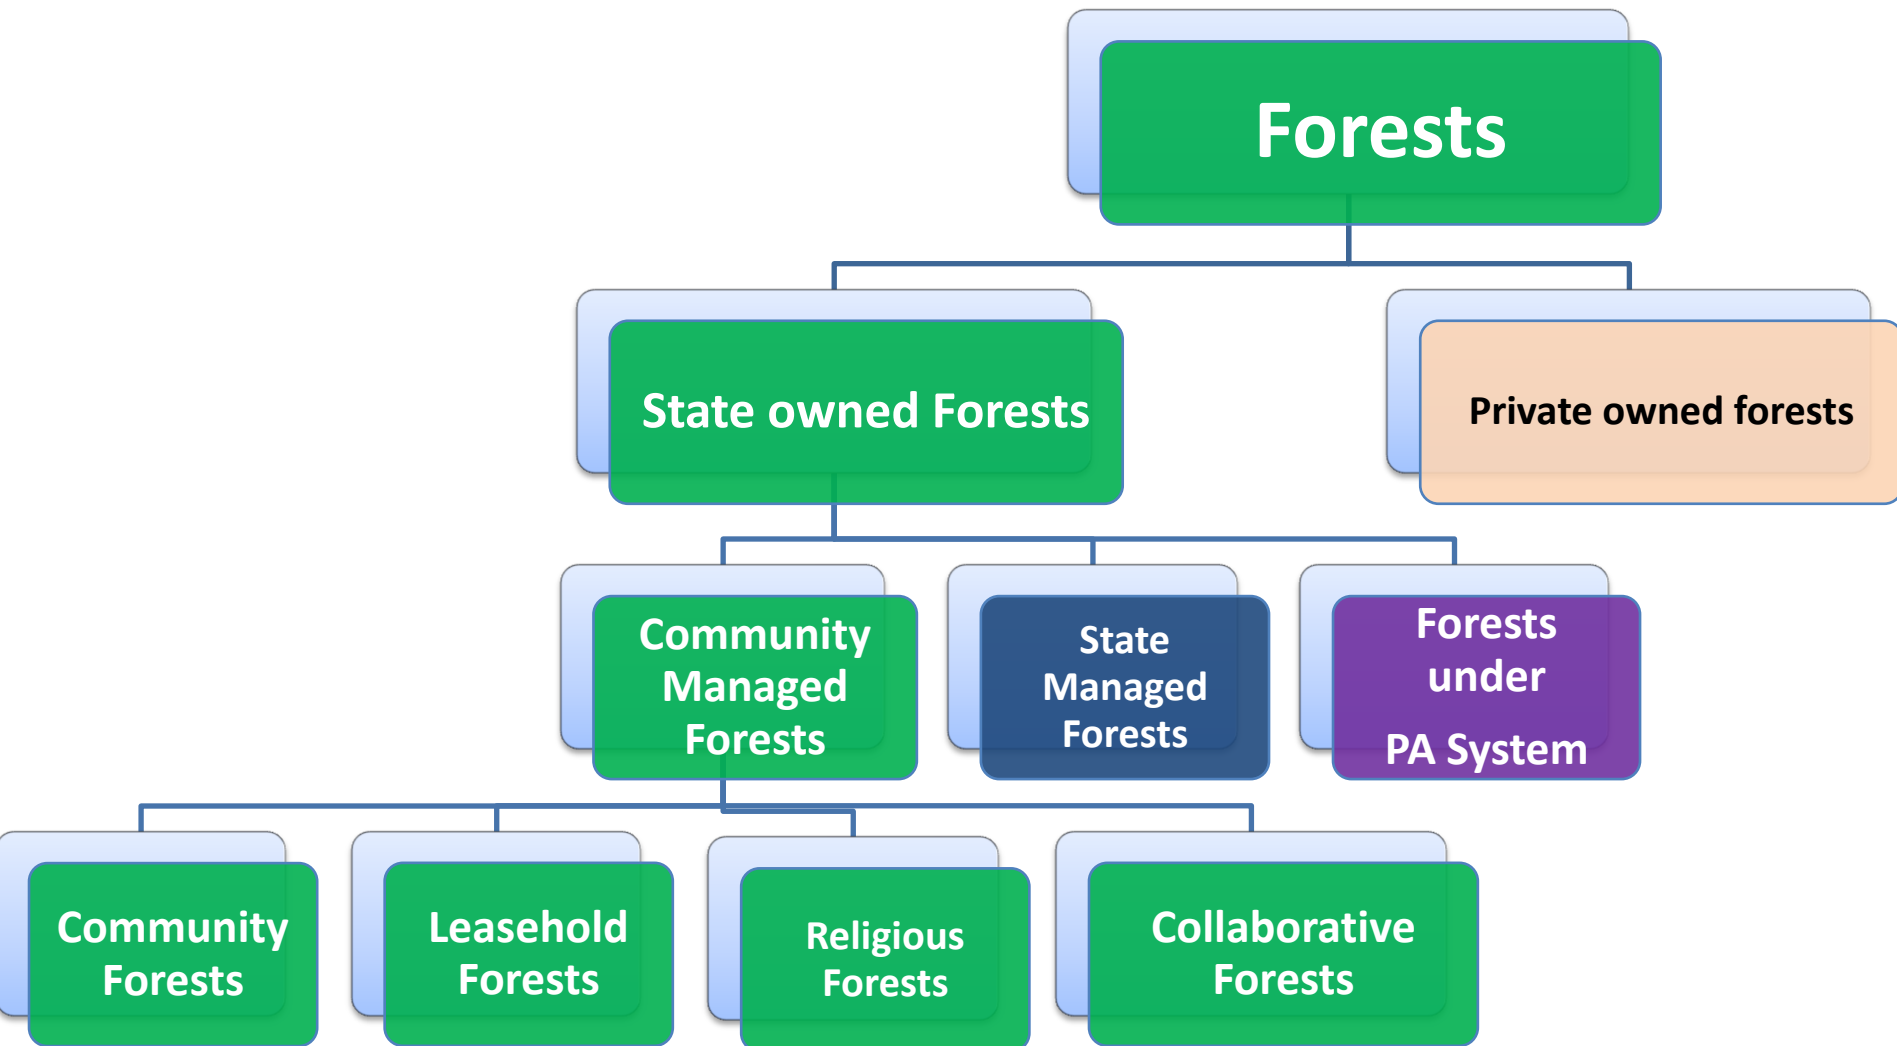 Forests
State owned Forests
Private owned forests
Community
Managed
Forests
State
Managed
Forests
Forests
under
PA System
Community
Forests
Leasehold
Forests
Religious
Forests
Collaborative
Forests